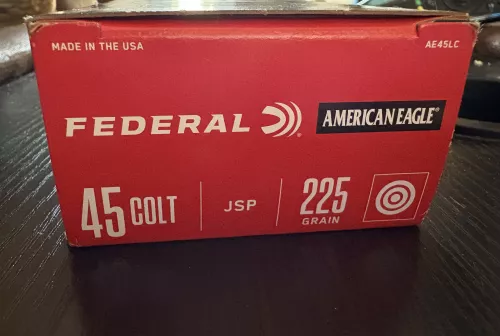 MADE IN THE USA
AE45LC
FEDERAL® AMERICAN EAGLE®
45 COLT
JSP
225
GRAIN